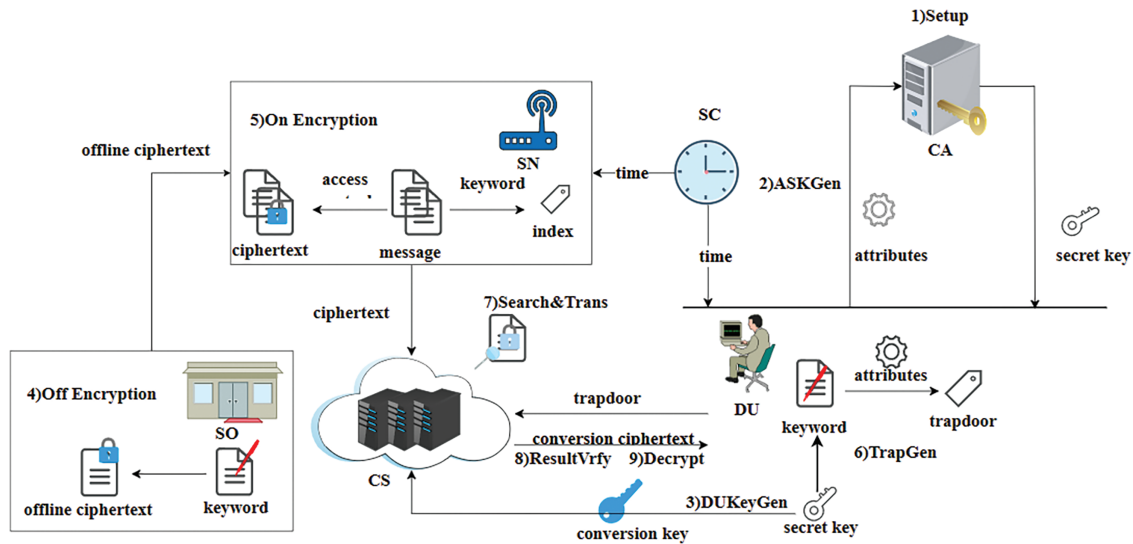 1)Setup
CA
SC
2)ASKGen
attributes
secret key
time
time
5)On Encryption
SN
offline ciphertext
access
keyword
ciphertext
message
index
ciphertext
7)Search&Trans
4)Off Encryption
SO
offline ciphertext
keyword
CS
trapdoor
conversion ciphertext
8)ResultVrfy
9)Decrypt
DU
keyword
attributes
trapdoor
6)TrapGen
3)DUKeyGen
conversion key
secret key